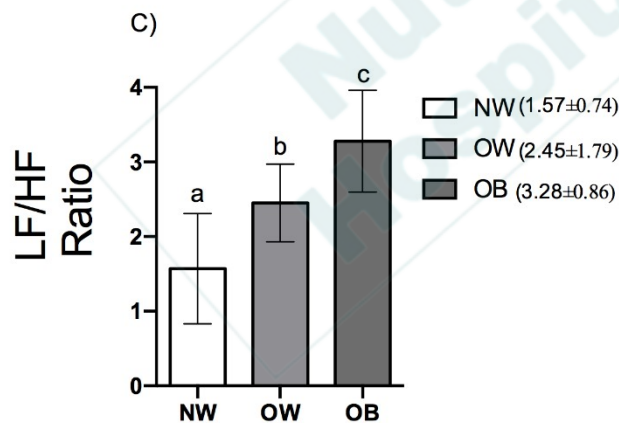 C)
LF/HF
Ratio
4
3
2
1
0
a
b
c
NW
OW
OB
NW (1.57±0.74)
OW (2.45±1.79)
OB (3.28±0.86)
Hospit